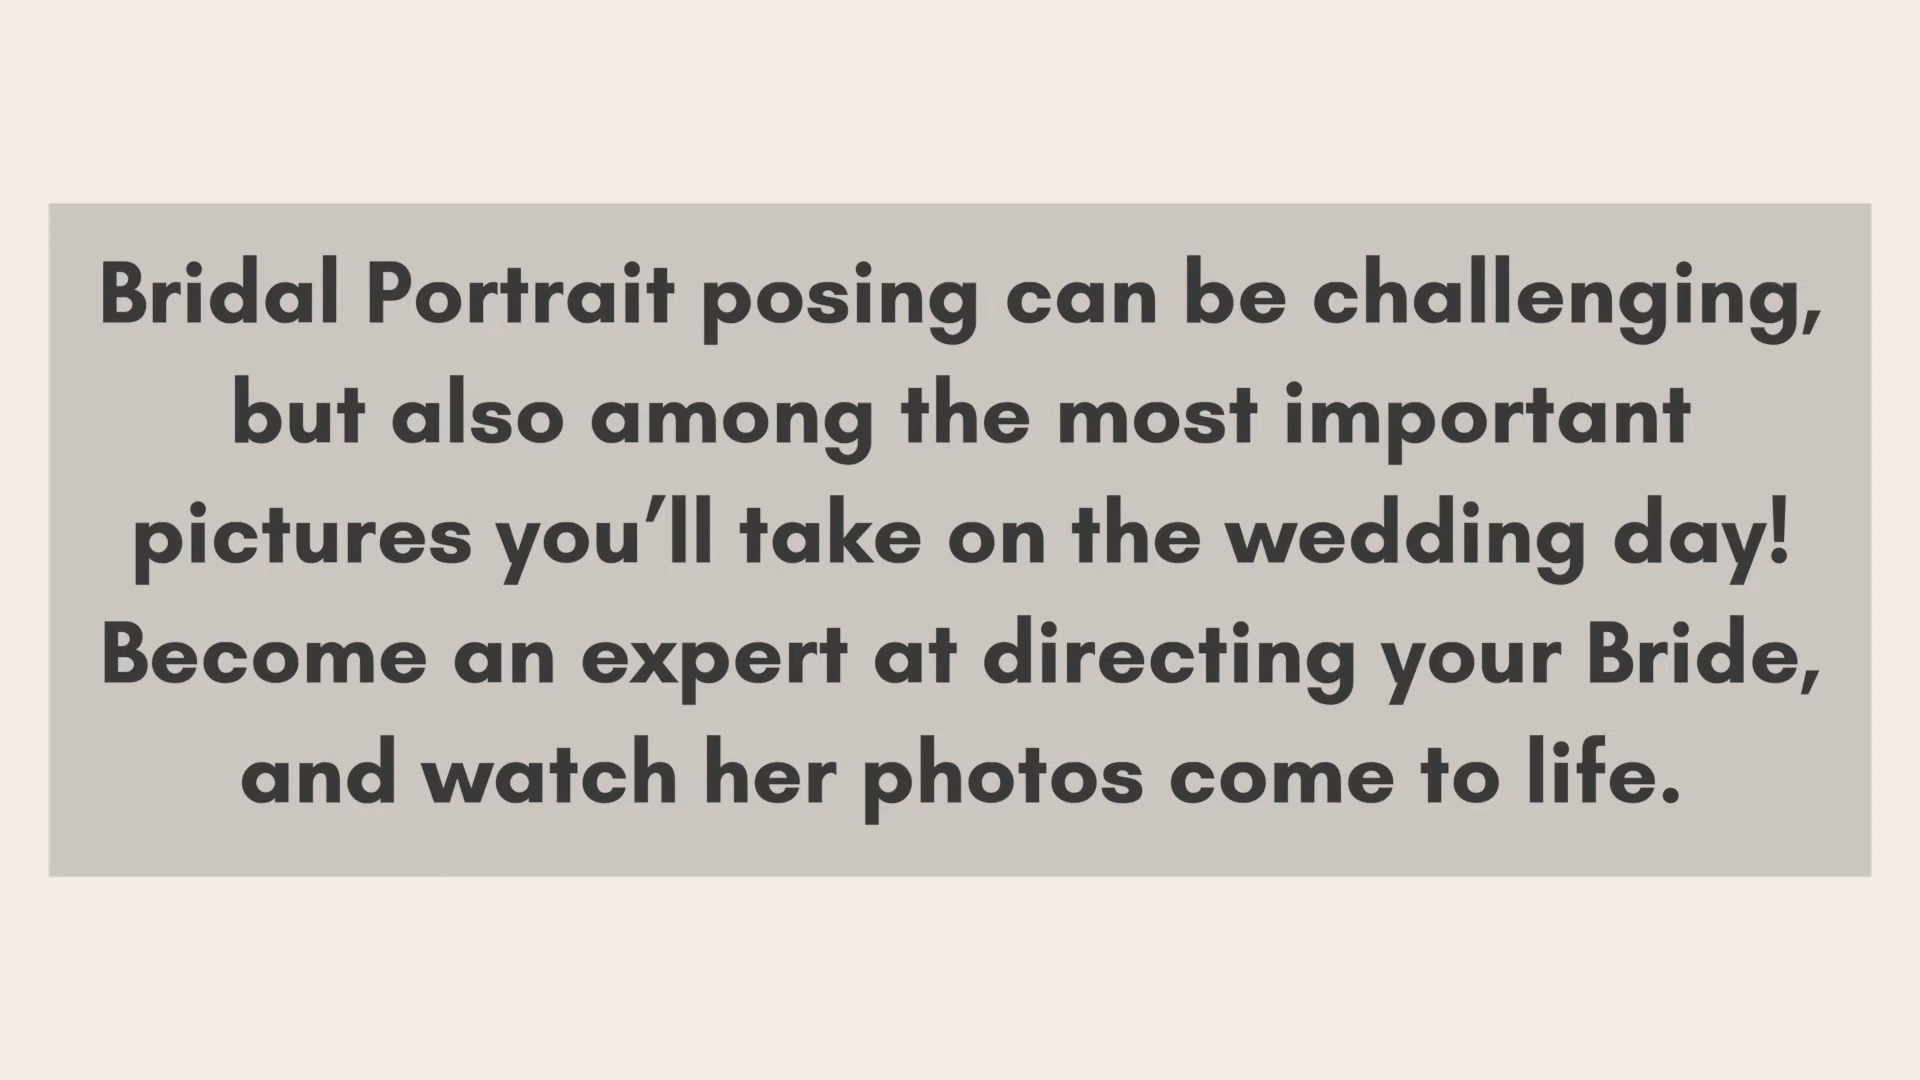 Bridal Portrait posing can be challenging,
but also among the most important
pictures you’ll take on the wedding day!
Become an expert at directing your Bride,
and watch her photos come to life.